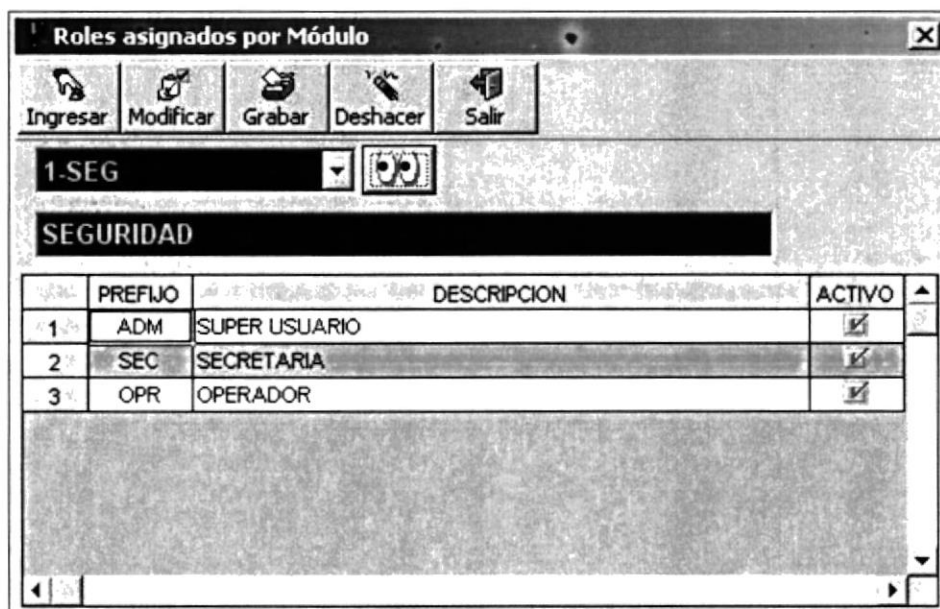 Roles asignados por Módulo
Ingresar Modificar Grabar Deshacer Salir
1-SEG
SEGURIDAD
PREFIJO DESCRIPCION ACTIVO
1 ADM SUPER USUARIO
2 SEC SECRETARIA
3 OPR OPERADOR